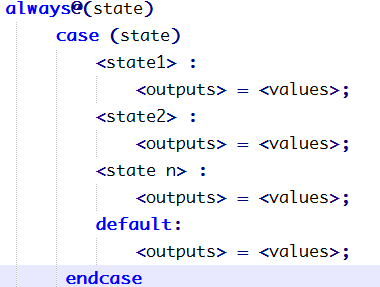 always@(state)
case (state)
<state1> :
<outputs> = <values>;
<state2> :
<outputs> = <values>;
<state n> :
<outputs> = <values>;
default:
<outputs> = <values>;
endcase